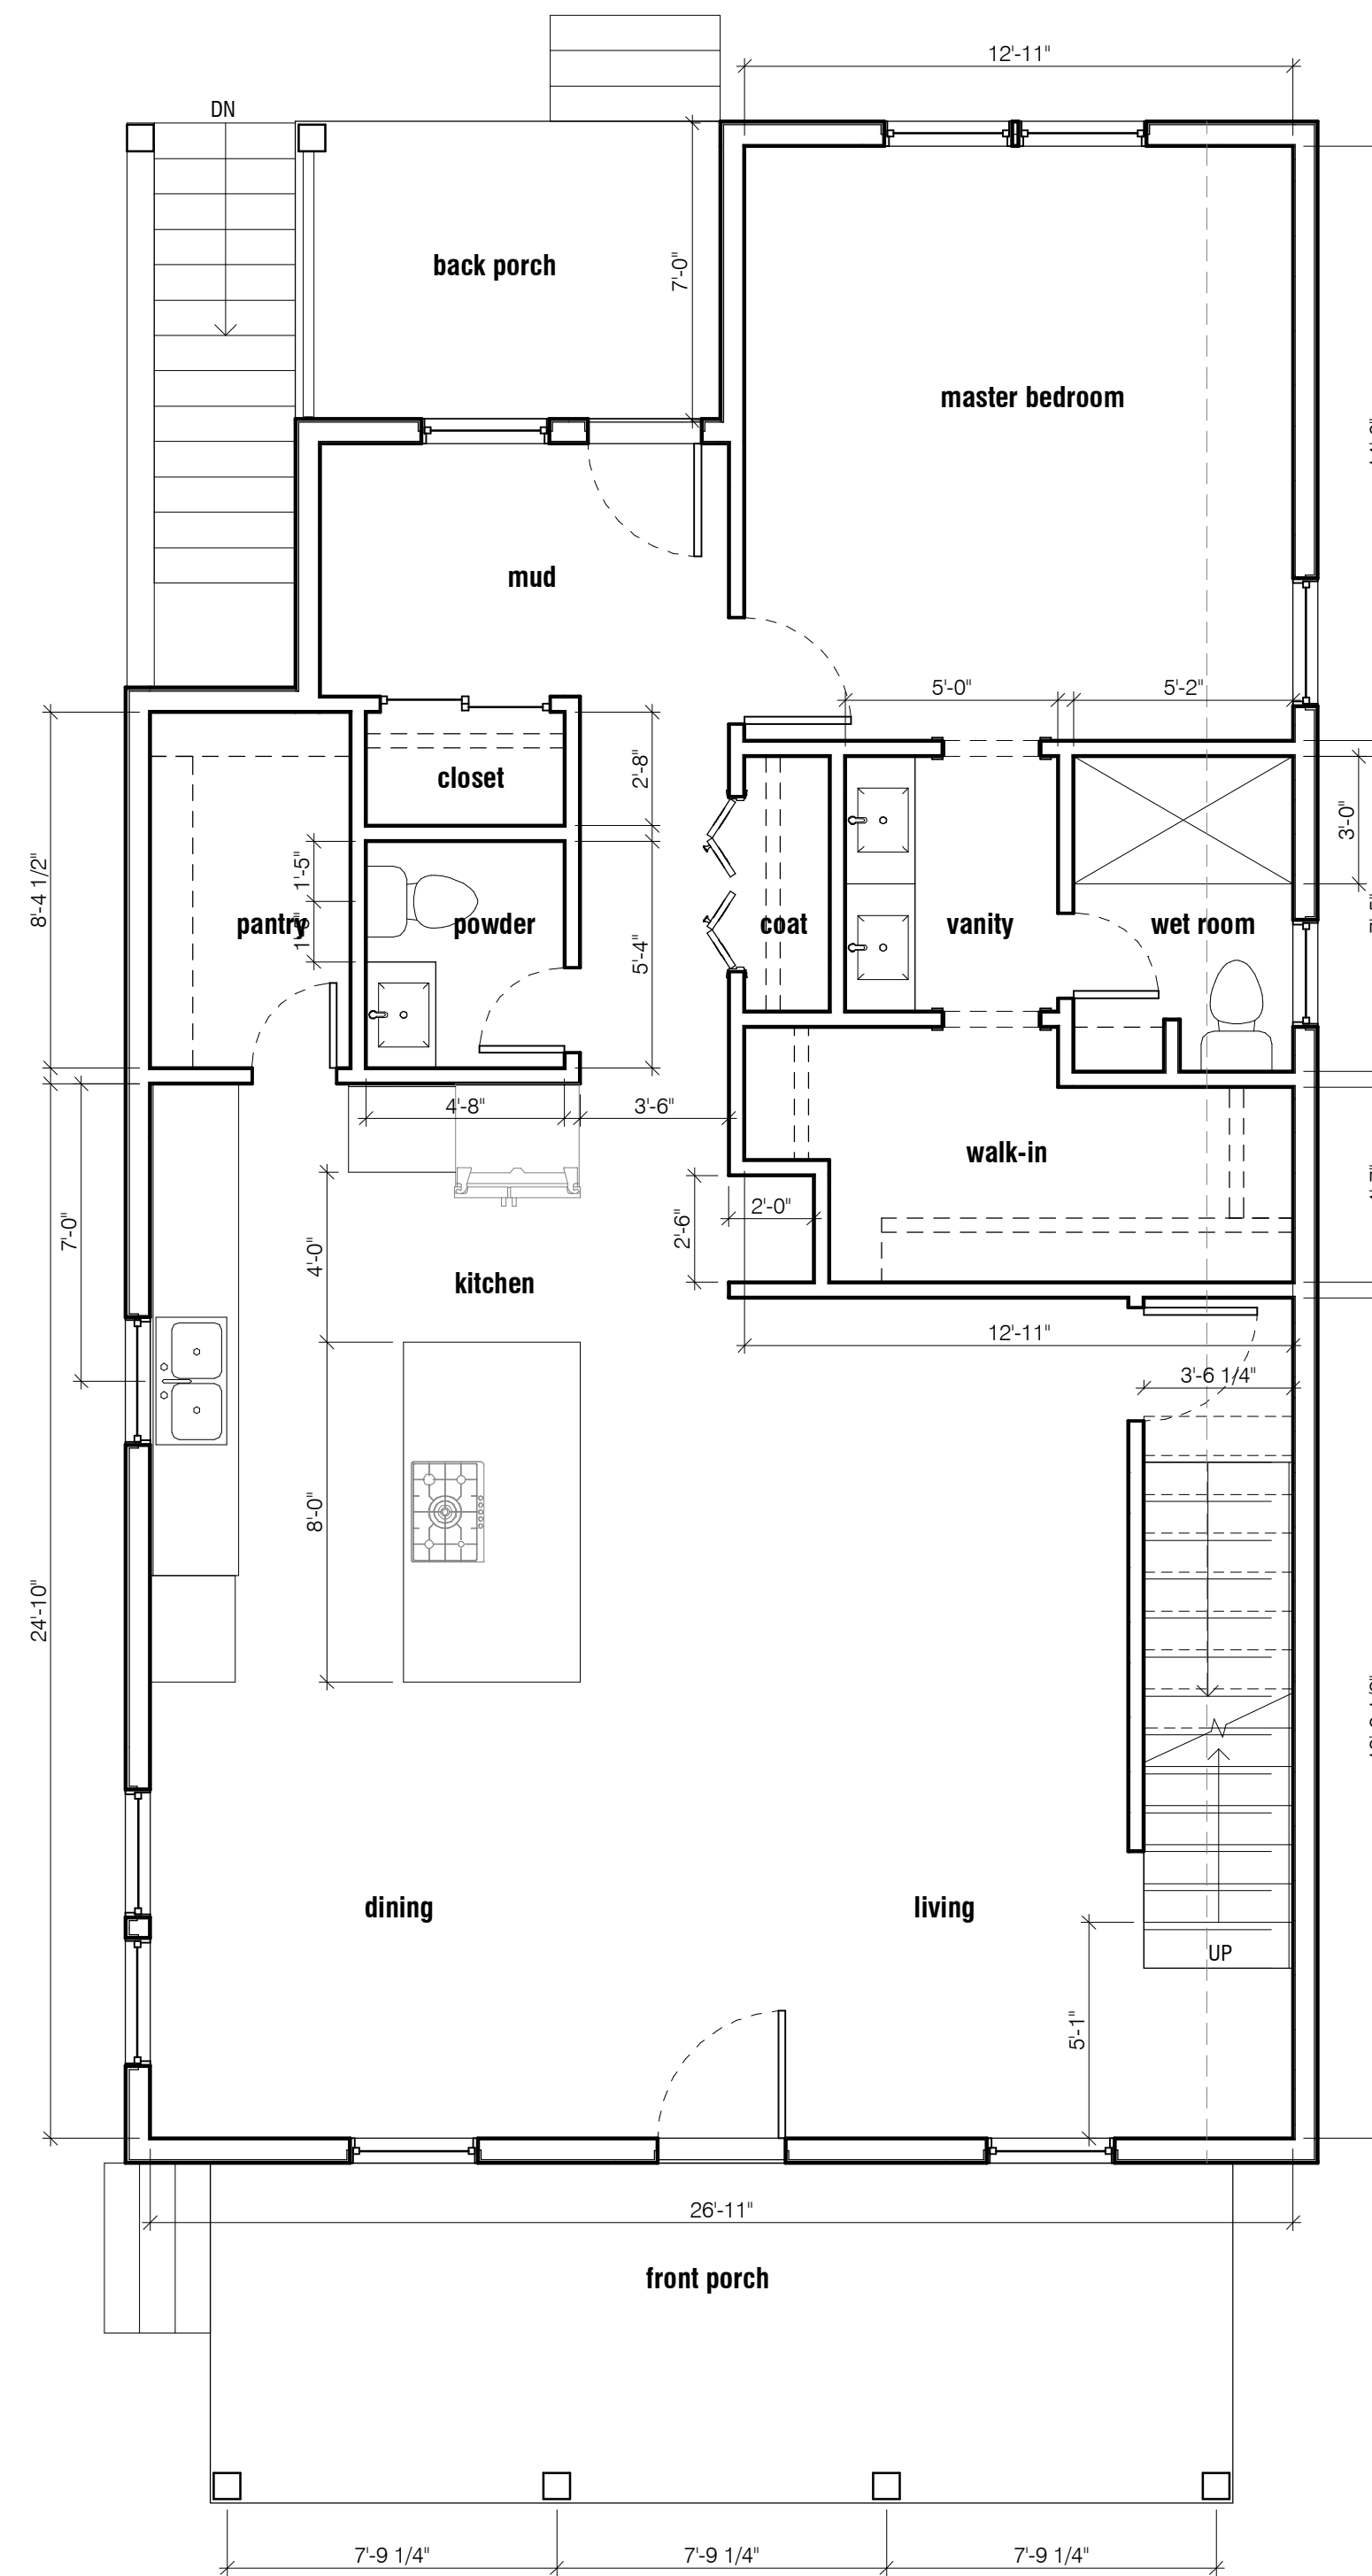 12'-11"
DN
back porch
7'-0"
master bedroom
mud
5'-0"
5'-2"
closet
2'-8"
3'-0"
8'-4 1/2"
1'-5"
pantry
powder
5'-4"
coat
vanity
wet room
4'-8"
3'-6"
walk-in
7'-0"
4'-0"
2'-6"
2'-0"
kitchen
12'-11"
3'-6 1/4"
8'-0"
24'-10"
dining
living
UP
5'-1"
26'-11"
front porch
7'-9 1/4"
7'-9 1/4"
7'-9 1/4"